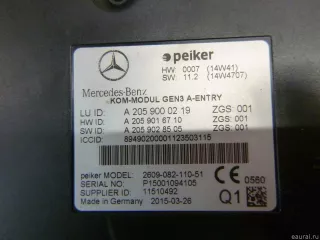 peiker
HW: 0007 (14W41)
SW: 11.2 (14W4707)
Mercedes-Benz
KOM-MODUL GEN3 A-ENTRY
LU ID: A 205 900 02 19 ZGS: 001
HW ID: A 205 901 67 10 ZGS: 001
SW ID: A 205 902 85 05 ZGS: 001
ICCID: 89490200001123503115
peiker MODEL: 2609-082-110-51
SERIAL NO: P15001094105
SUPPLIER ID: 11510492
Made in Germany 2015-03-26
CE 0560
Q1
eaural.ru